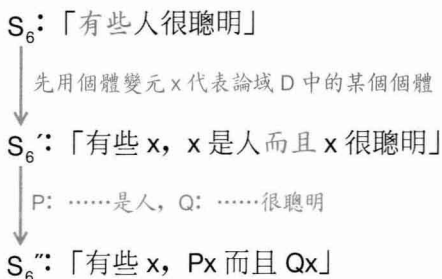 S₆：「有些人很聰明」
先用個體變元 x 代表論域 D 中的某個個體
S₆′：「有些 x，x 是人而且 x 很聰明」
P：……是人，Q：……很聰明
S₆″：「有些 x，Px 而且 Qx」